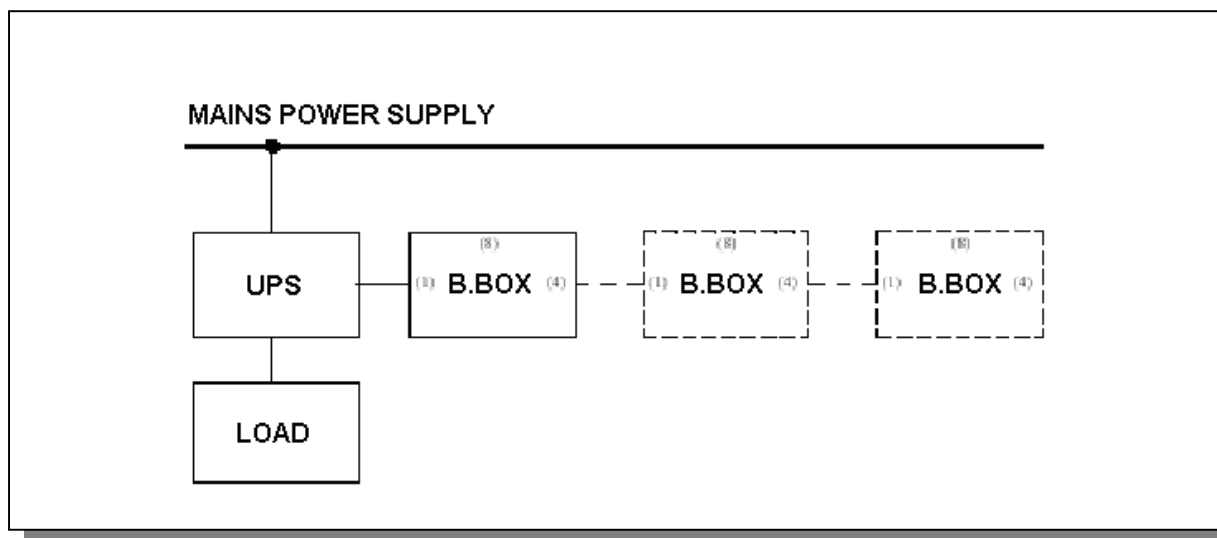 MAINS POWER SUPPLY
(8) (8) (8)
UPS (1) B.BOX (4) (1) B.BOX (4) (1) B.BOX (4)
LOAD